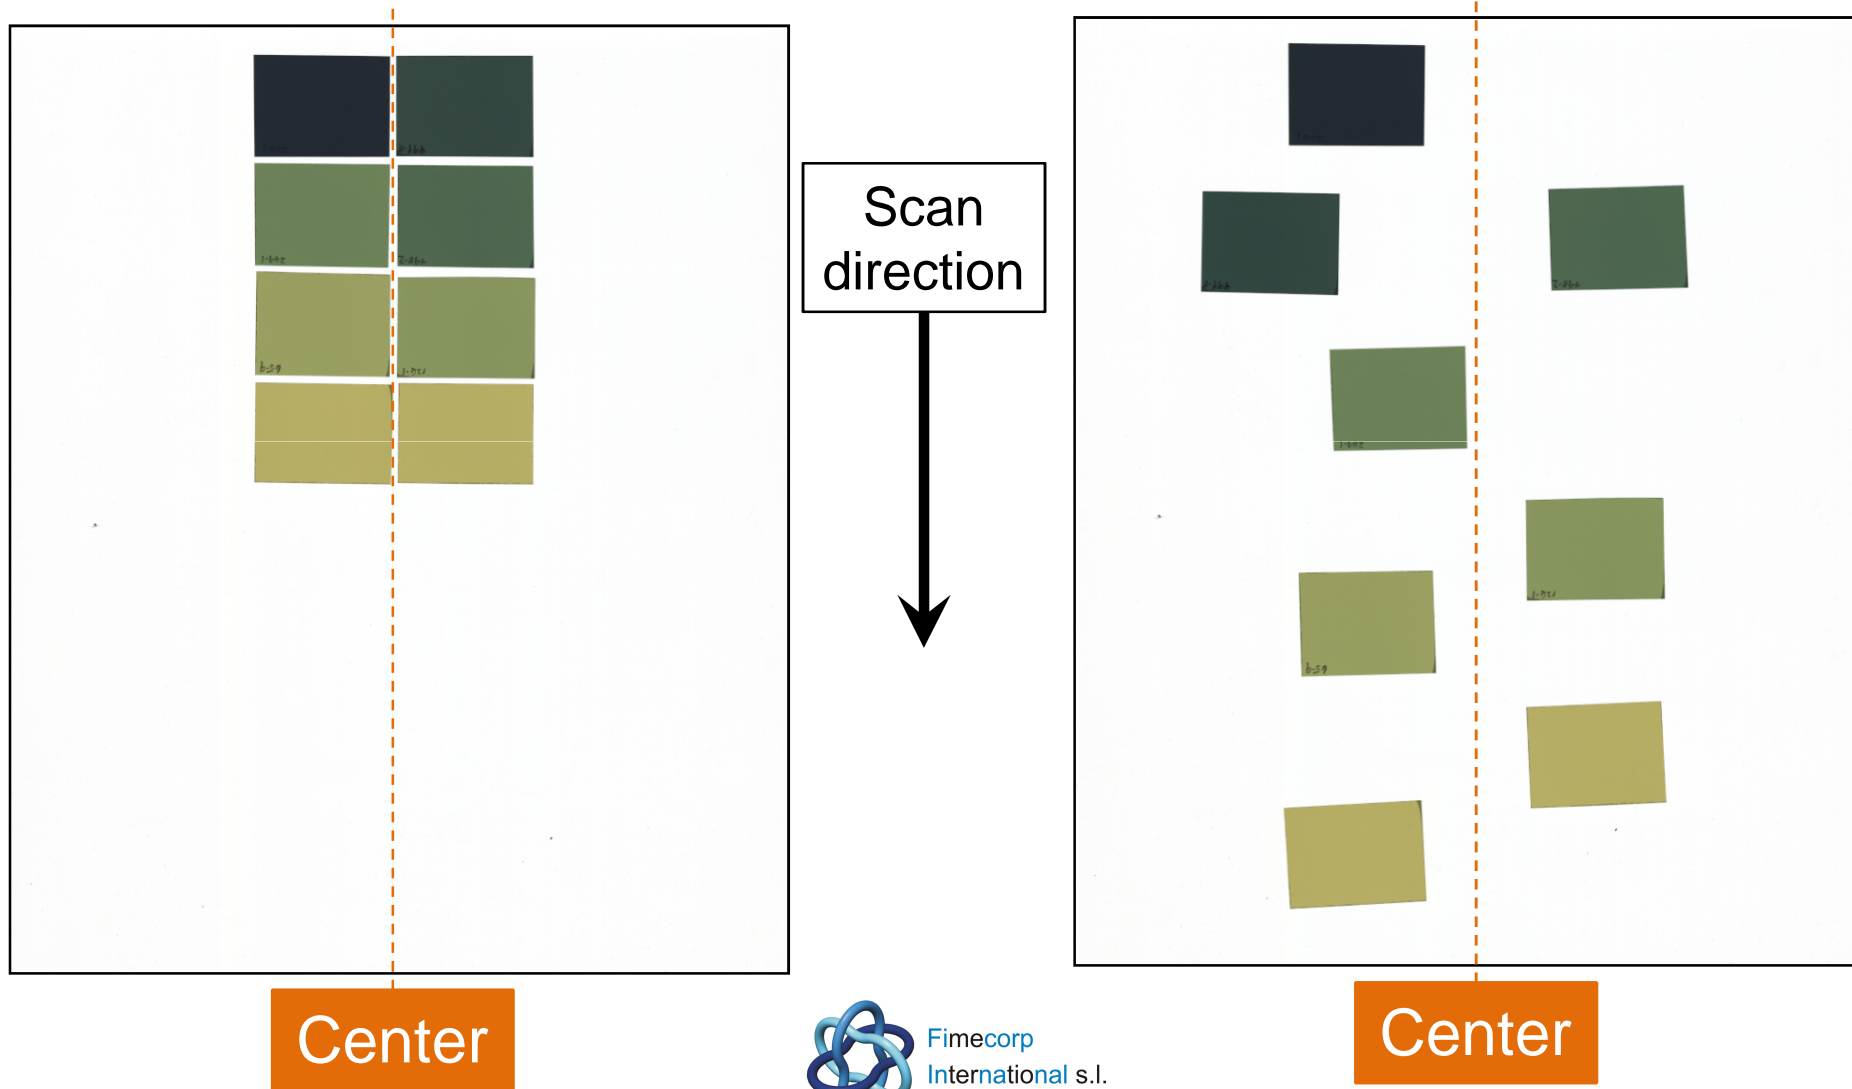 Scan
direction
Center
Center
Fimecorp
International s.l.